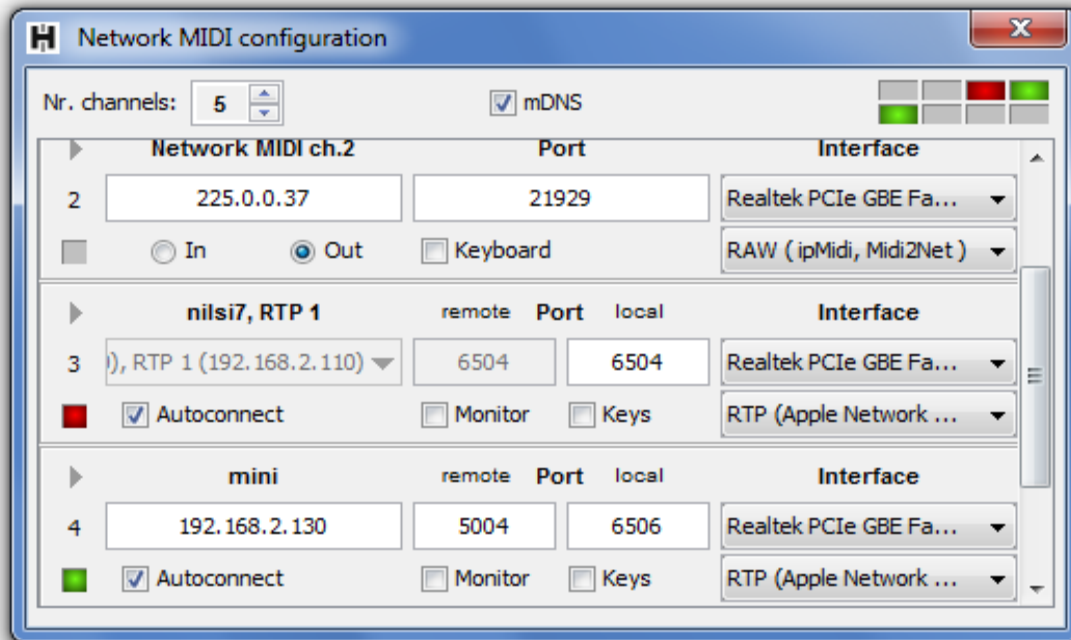 Network MIDI configuration
Nr. channels: 5 mDNS
Network MIDI ch.2 Port Interface
2 225.0.0.37 21929 Realtek PCIe GBE Fa...
In Out Keyboard RAW ( ipMidi, Midi2Net )
nilsi7, RTP 1 remote Port local Interface
3 ), RTP 1 (192.168.2.110) 6504 6504 Realtek PCIe GBE Fa...
Autoconnect Monitor Keys RTP (Apple Network ...
mini remote Port local Interface
4 192.168.2.130 5004 6506 Realtek PCIe GBE Fa...
Autoconnect Monitor Keys RTP (Apple Network ...